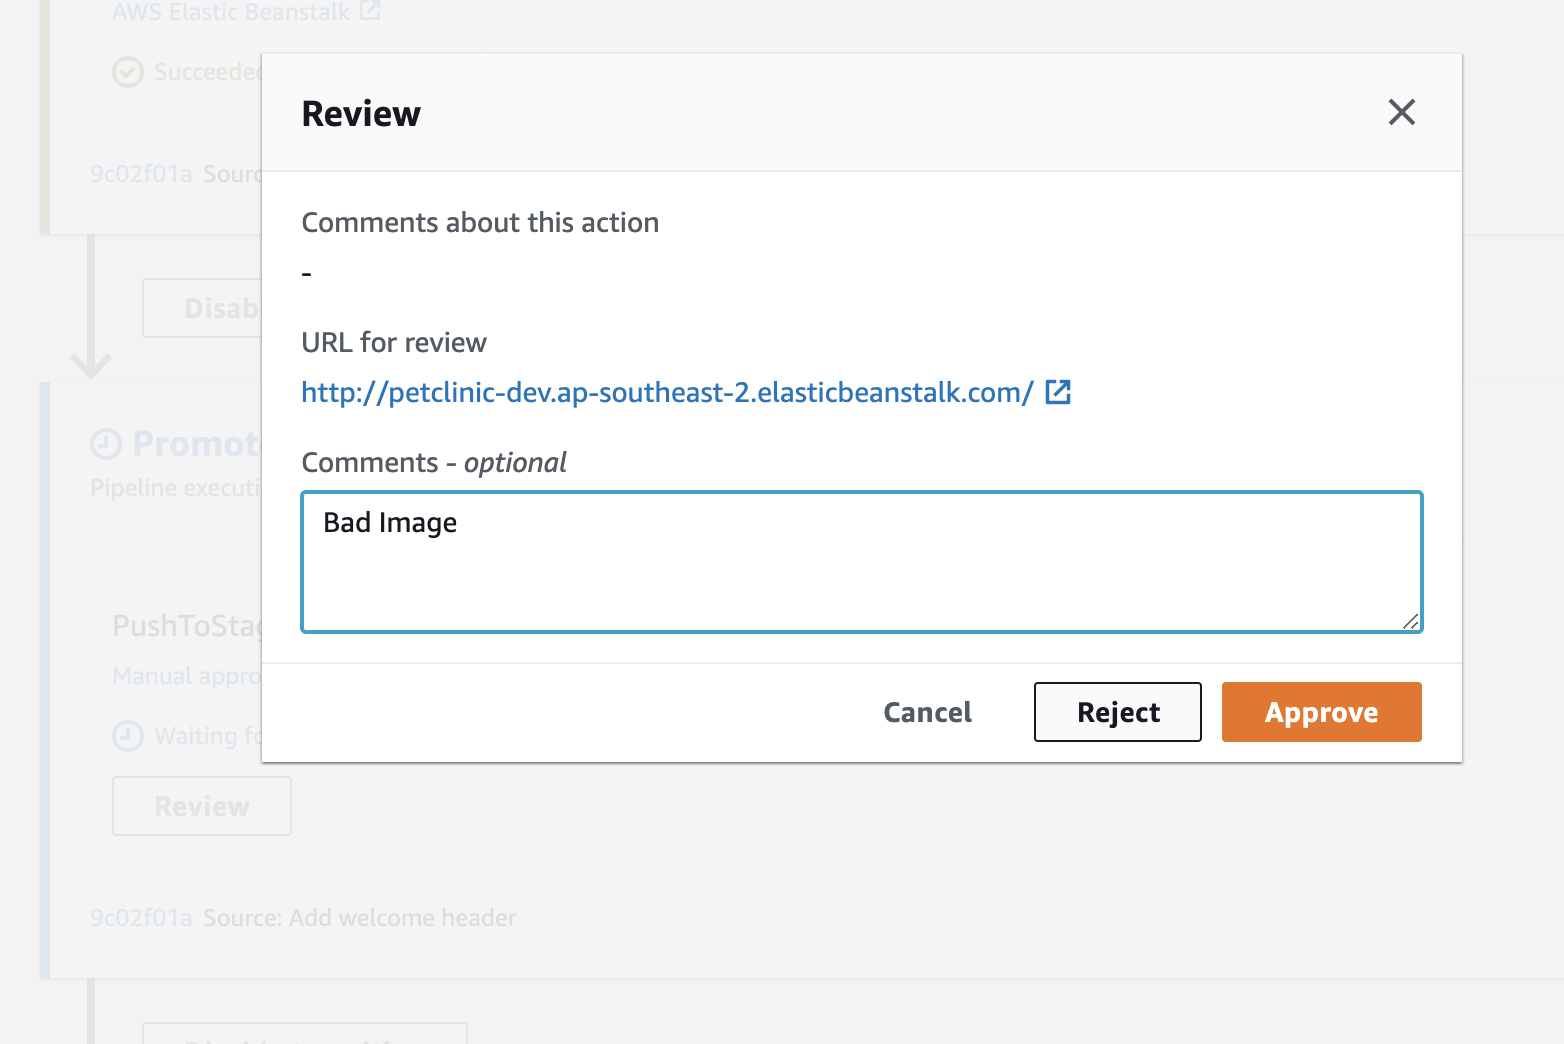 AWS Elastic Beanstalk
Succeeded
Review
9c02f01a Sourc
Comments about this action
-
Disab
URL for review
http://petclinic-dev.ap-southeast-2.elasticbeanstalk.com/
Promot
Comments - optional
Pipeline executi
Bad Image
PushToStag
Manual appro
Waiting fo
Cancel
Reject
Approve
Review
9c02f01a Source: Add welcome header